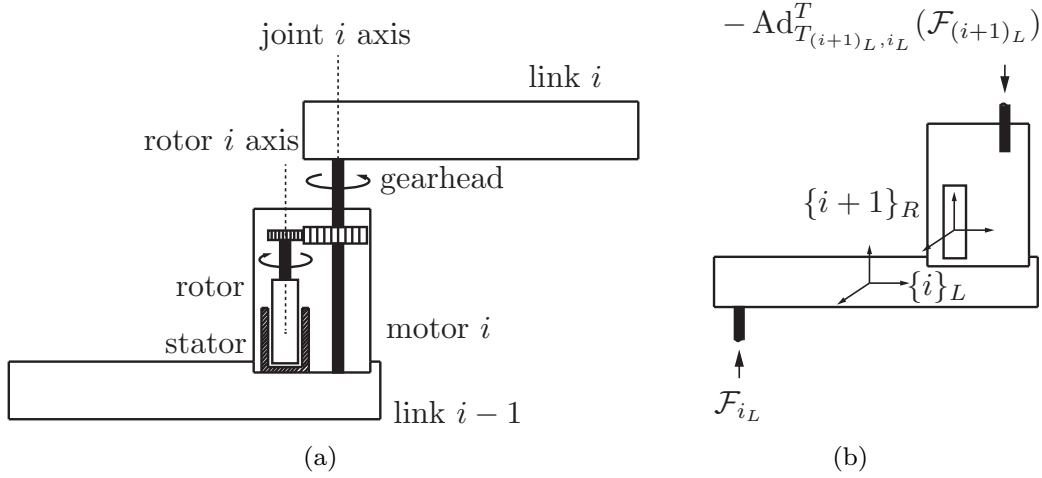 joint i axis
link i
rotor i axis
gearhead
rotor
stator
motor i
link i − 1
(a)
− Ad^T_{T_{(i+1)_L,i_L}}(ℱ_{(i+1)_L})
{i + 1}_R
{i}_L
ℱ_{i_L}
(b)